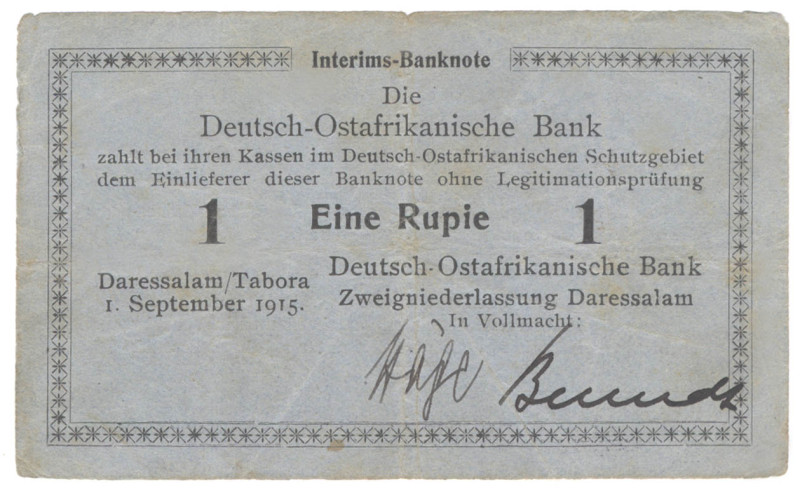 Interims-Banknote
Die
Deutsch-Ostafrikanische Bank
zahlt bei ihren Kassen im Deutsch-Ostafrikanischen Schutzgebiet
dem Einlieferer dieser Banknote ohne Legitimationsprüfung
1 Eine Rupie 1
Daressalam/Tabora
1. September 1915.
Deutsch-Ostafrikanische Bank
Zweigniederlassung Daressalam
In Vollmacht: